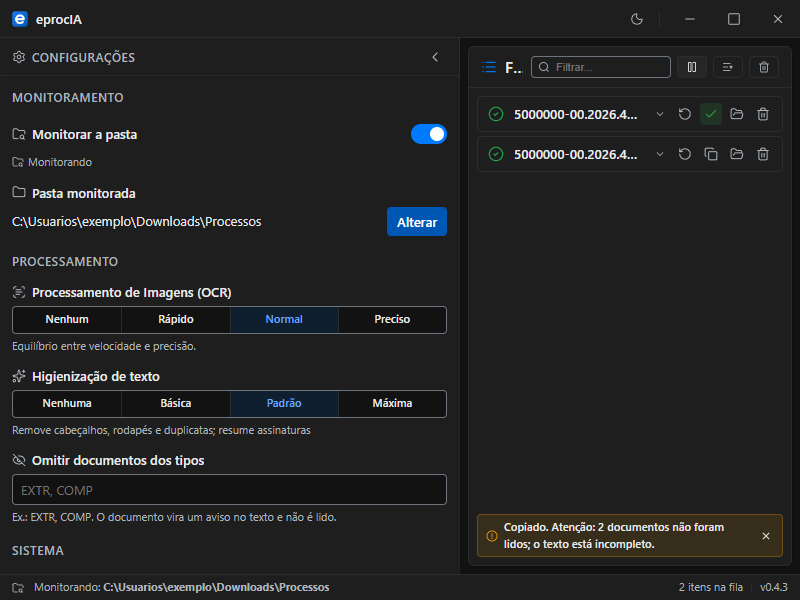 eprocIA
CONFIGURAÇÕES
MONITORAMENTO
Monitorar a pasta
Monitorando
Pasta monitorada
C:\Usuarios\exemplo\Downloads\Processos
Alterar
PROCESSAMENTO
Processamento de Imagens (OCR)
Nenhum Rápido Normal Preciso
Equilíbrio entre velocidade e precisão.
Higienização de texto
Nenhuma Básica Padrão Máxima
Remove cabeçalhos, rodapés e duplicatas; resume assinaturas
Omitir documentos dos tipos
EXTR, COMP
Ex.: EXTR, COMP. O documento vira um aviso no texto e não é lido.
SISTEMA
F... Filtrar...
5000000-00.2026.4...
5000000-00.2026.4...
Copiado. Atenção: 2 documentos não foram
lidos; o texto está incompleto.
Monitorando: C:\Usuarios\exemplo\Downloads\Processos
2 itens na fila v0.4.3